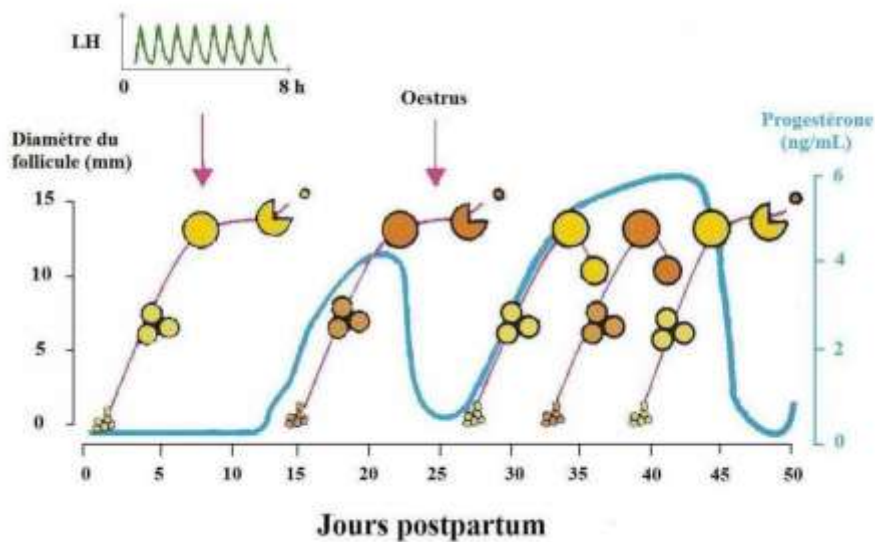 LH
0 8 h
Oestrus
Diamètre du
follicule (mm)
Progestérone
(ng/mL)
15
10
5
0
6
4
2
0
0 5 10 15 20 25 30 35 40 45 50
Jours postpartum